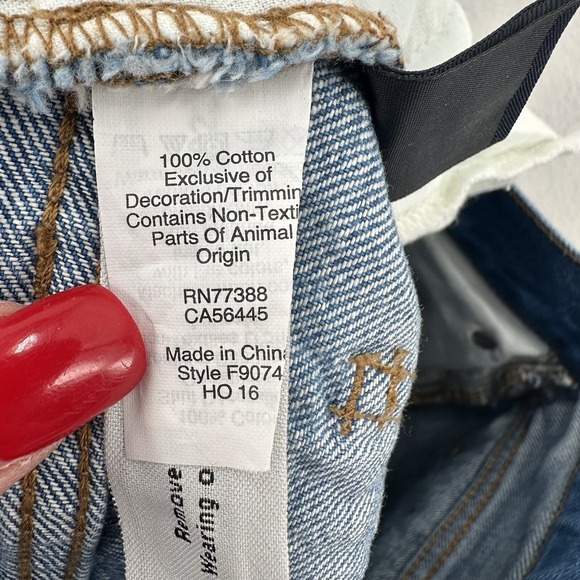 100% Cotton
Exclusive of
Decoration/Trimmin
Contains Non-Texti
Parts Of Animal
Origin
RN77388
CA56445
Made in China
Style F9074
HO 16
Remove
Wearing O